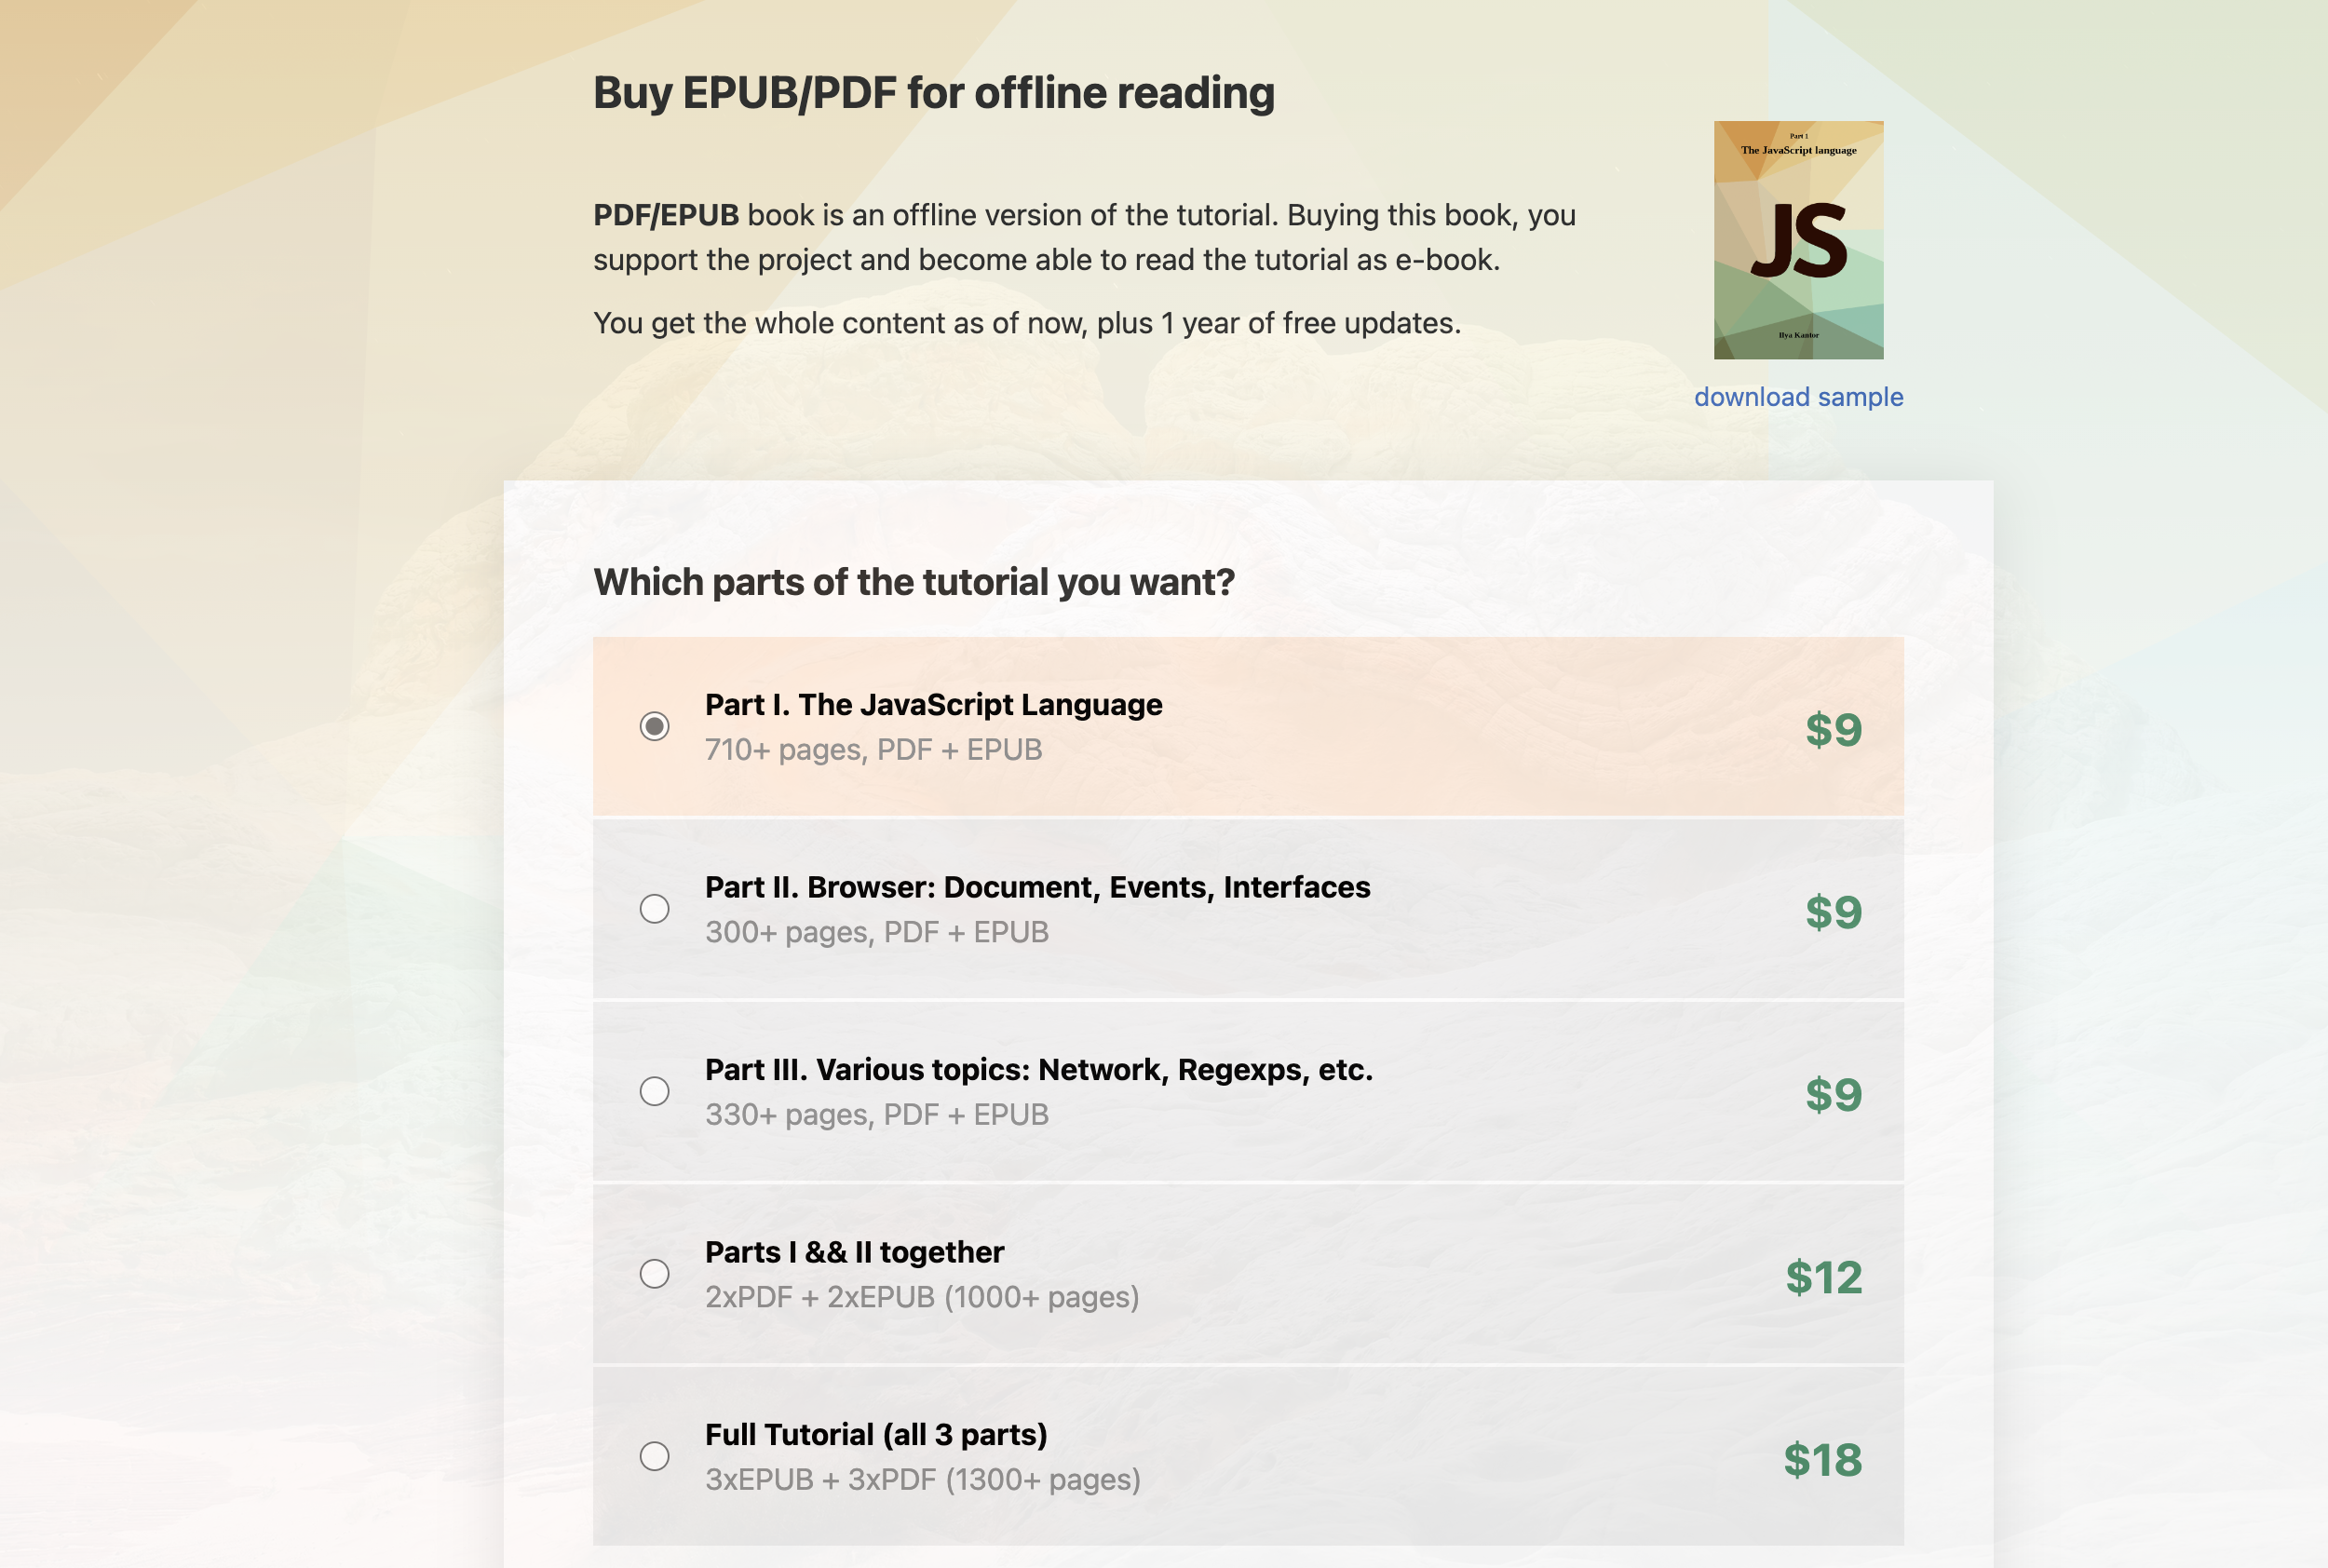 Buy EPUB/PDF for offline reading
PDF/EPUB book is an offline version of the tutorial. Buying this book, you
support the project and become able to read the tutorial as e-book.
You get the whole content as of now, plus 1 year of free updates.
Part 1
The JavaScript language
JS
Ilya Kantor
download sample
Which parts of the tutorial you want?
Part I. The JavaScript Language
710+ pages, PDF + EPUB
$9
Part II. Browser: Document, Events, Interfaces
300+ pages, PDF + EPUB
$9
Part III. Various topics: Network, Regexps, etc.
330+ pages, PDF + EPUB
$9
Parts I && II together
2xPDF + 2xEPUB (1000+ pages)
$12
Full Tutorial (all 3 parts)
3xEPUB + 3xPDF (1300+ pages)
$18